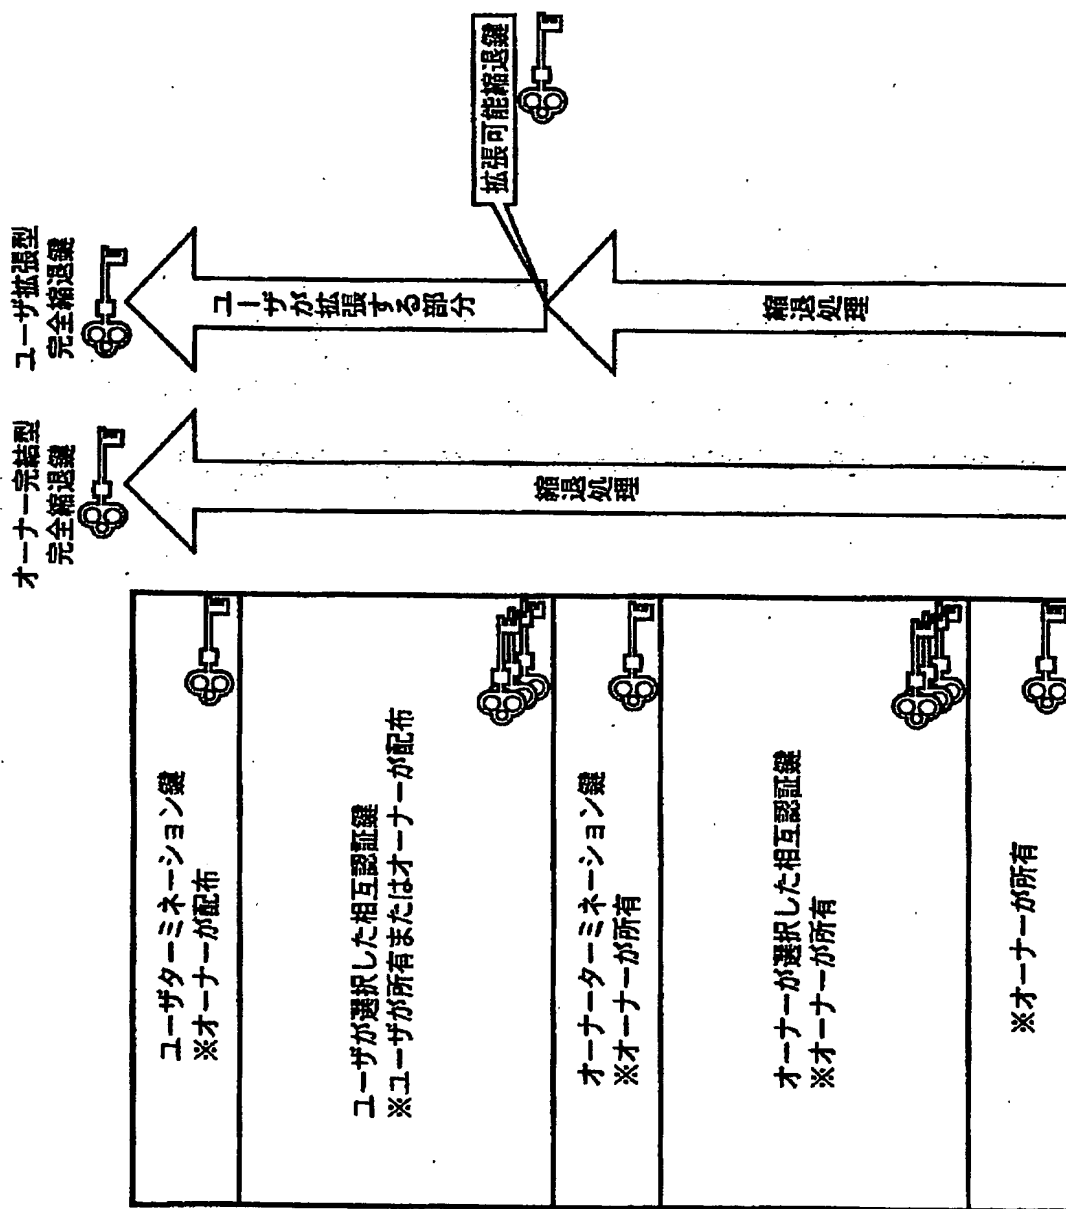 ユーザターミネーション鍵
※オーナーが配布
ユーザが選択した相互認証鍵
※ユーザが所有またはオーナーが配布
オーナーターミネーション鍵
※オーナーが所有
オーナーが選択した相互認証鍵
※オーナーが所有
※オーナーが所有
オーナー完結型
完全縮退鍵
縮退処理
ユーザ拡張型
完全縮退鍵
ユーザが拡張する部分
縮退処理
拡張可能縮退鍵